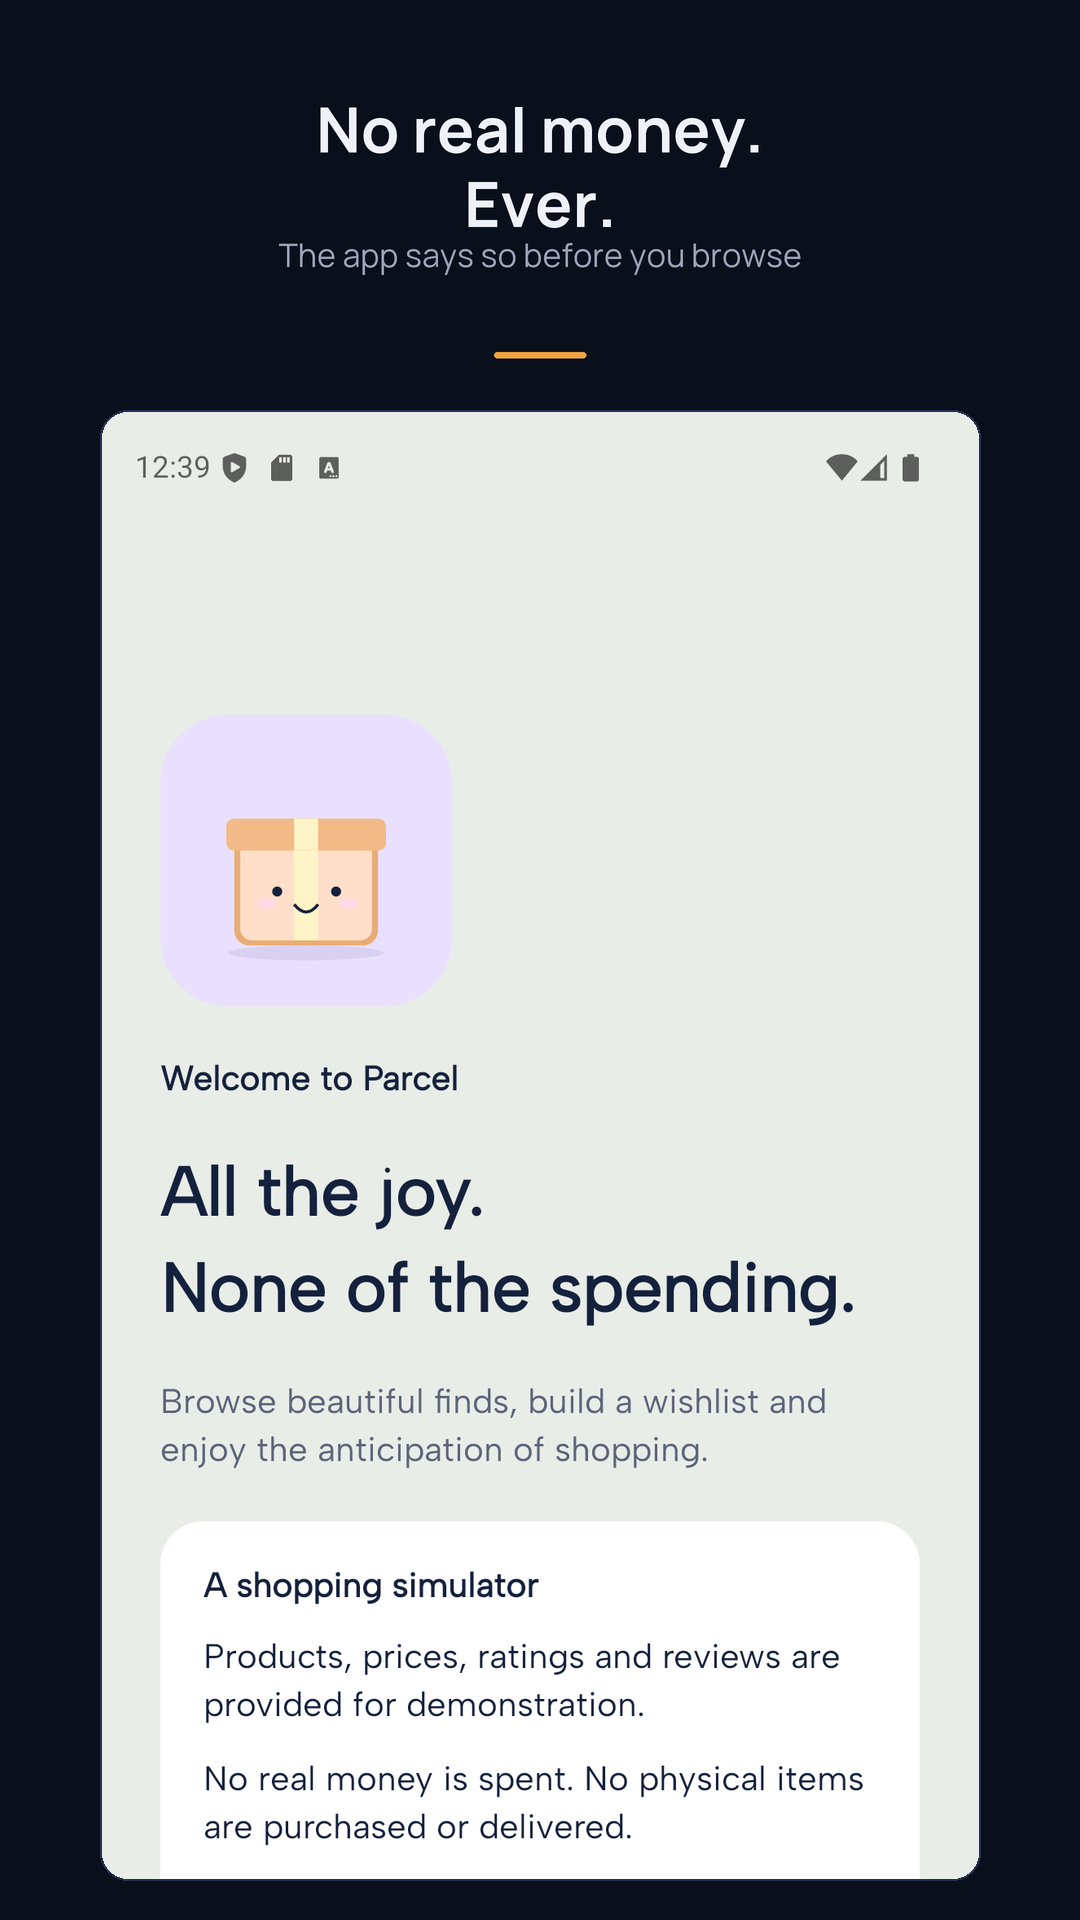 No real money.
Ever.
The app says so before you browse
12:39
A
Welcome to Parcel
All the joy.
None of the spending.
Browse beautiful finds, build a wishlist and
enjoy the anticipation of shopping.
A shopping simulator
Products, prices, ratings and reviews are
provided for demonstration.
No real money is spent. No physical items
are purchased or delivered.